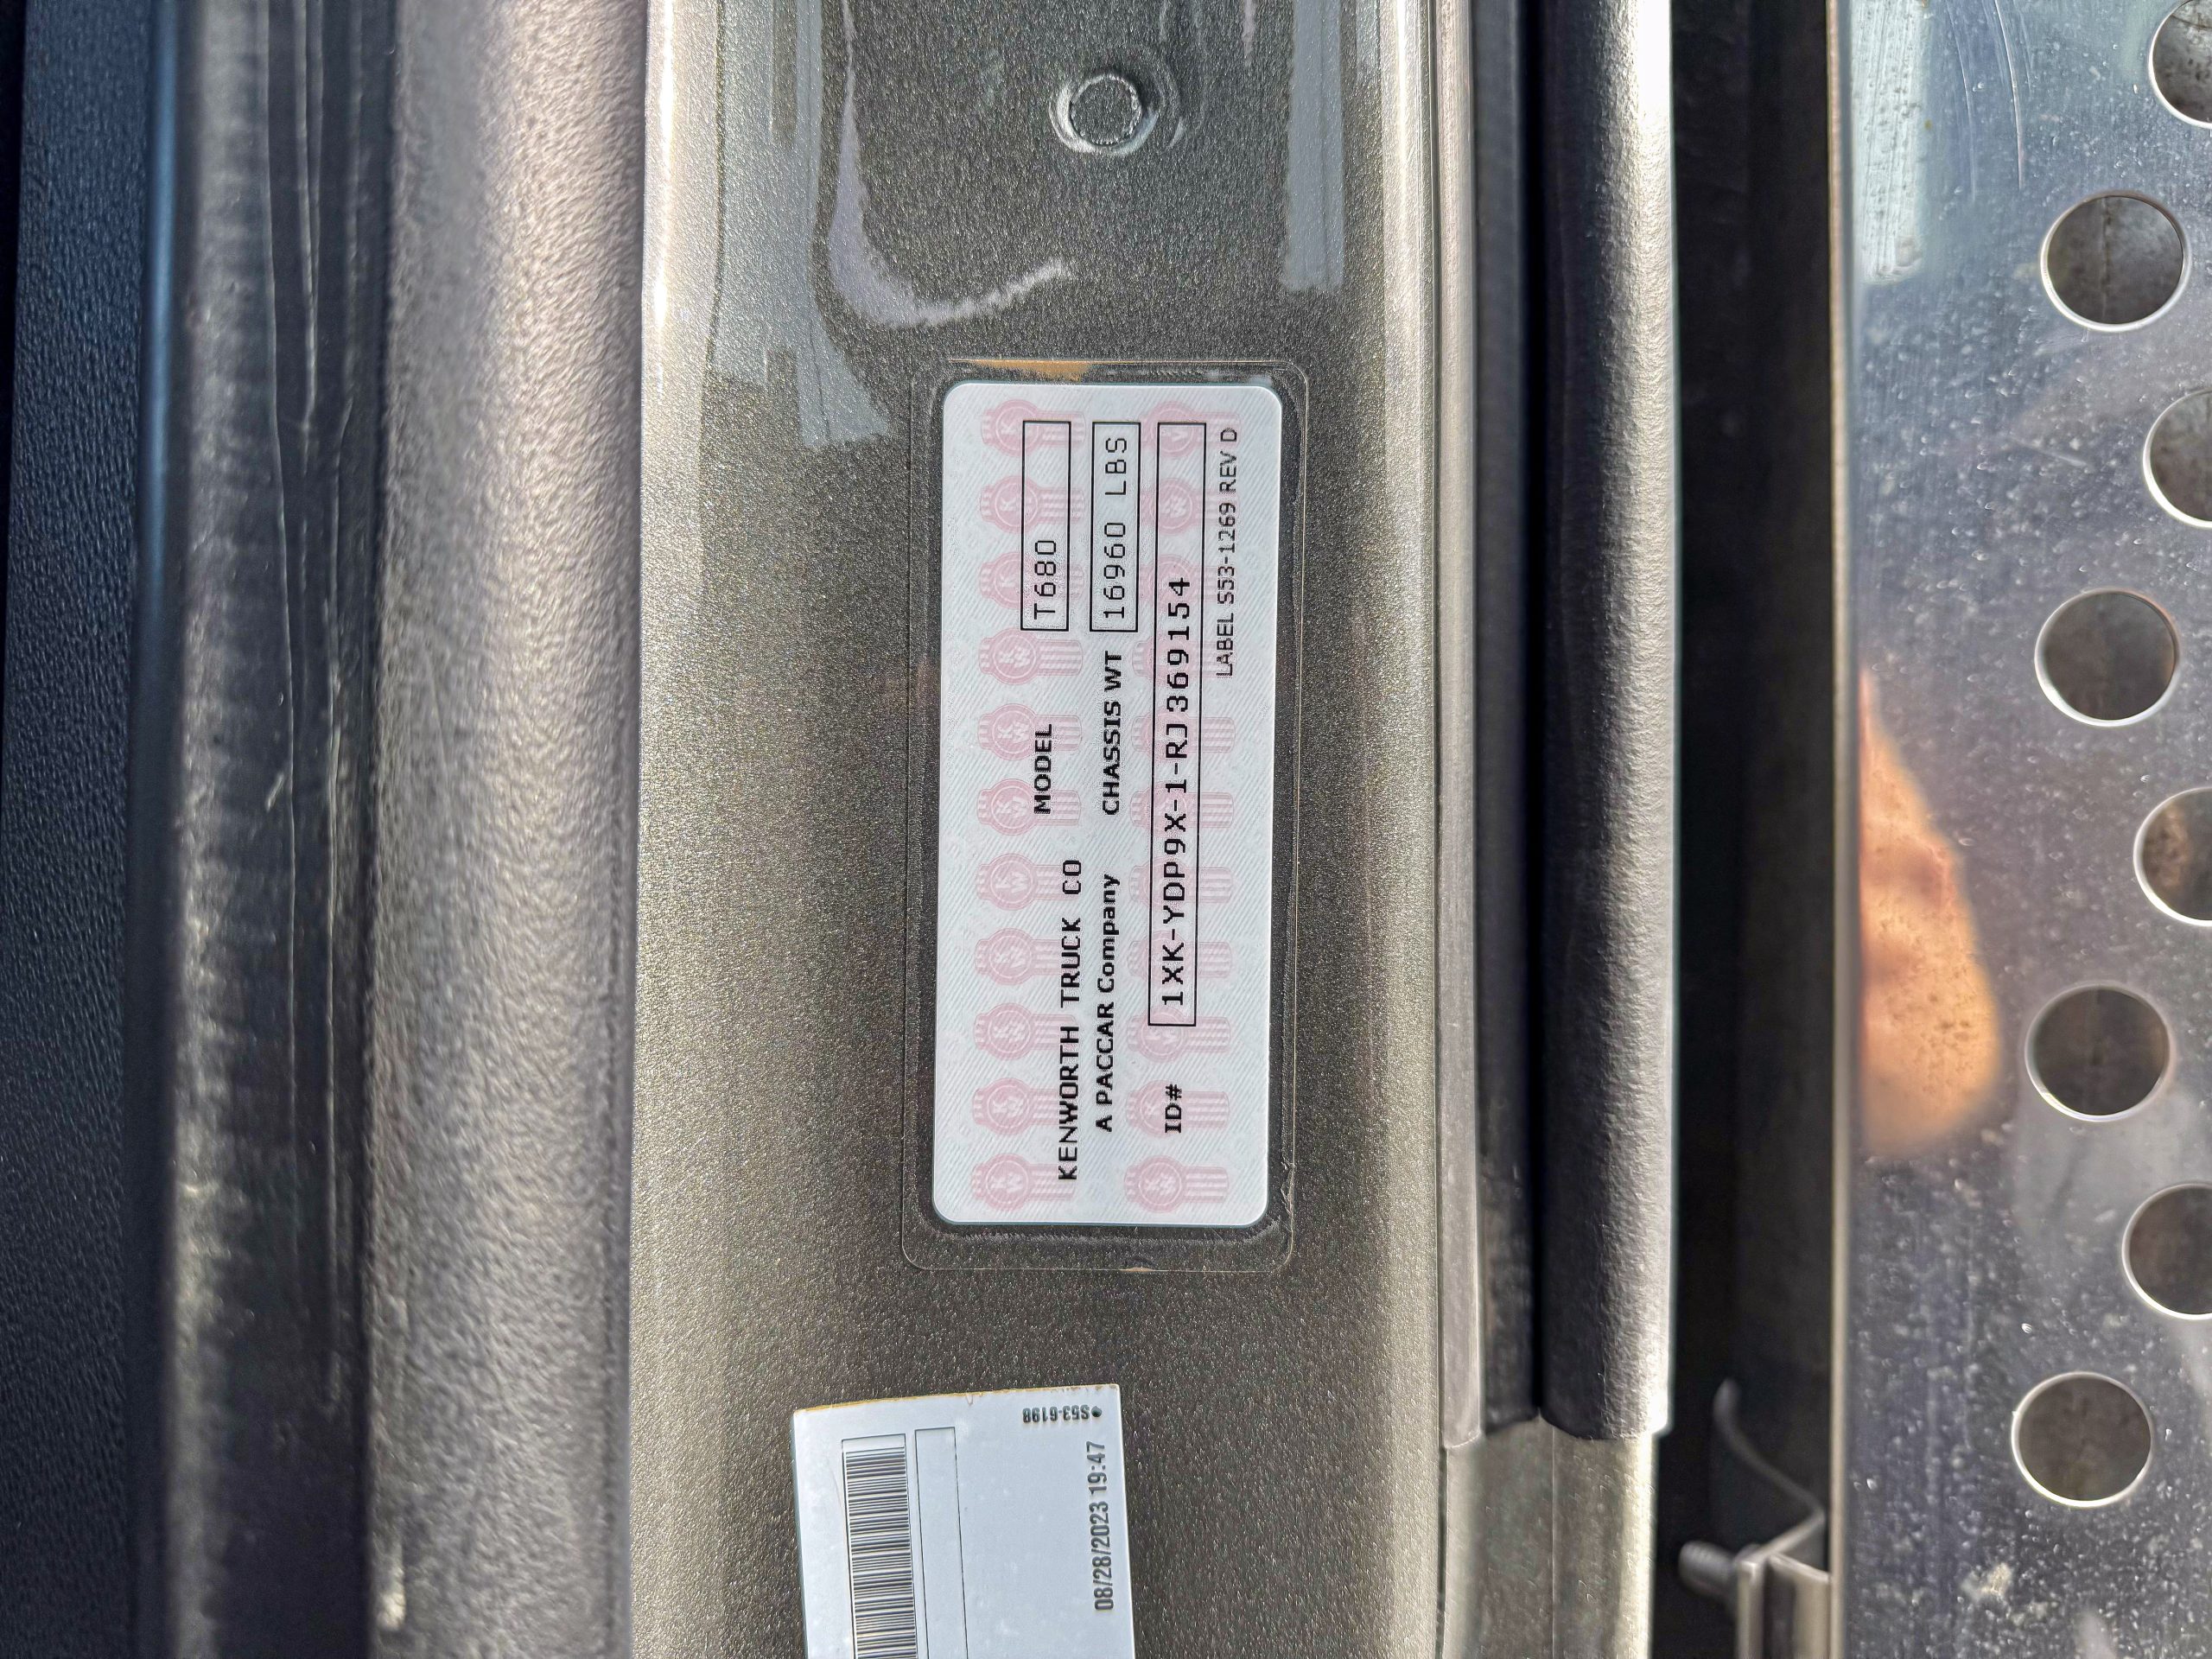 KENWORTH TRUCK CO
A PACCAR Company
MODEL T680
CHASSIS WT 16960 LBS
ID# 1XK-YDP9X-1-RJ369154
LABEL S53-1269 REV D
S53-6198
08/28/2023 19:47